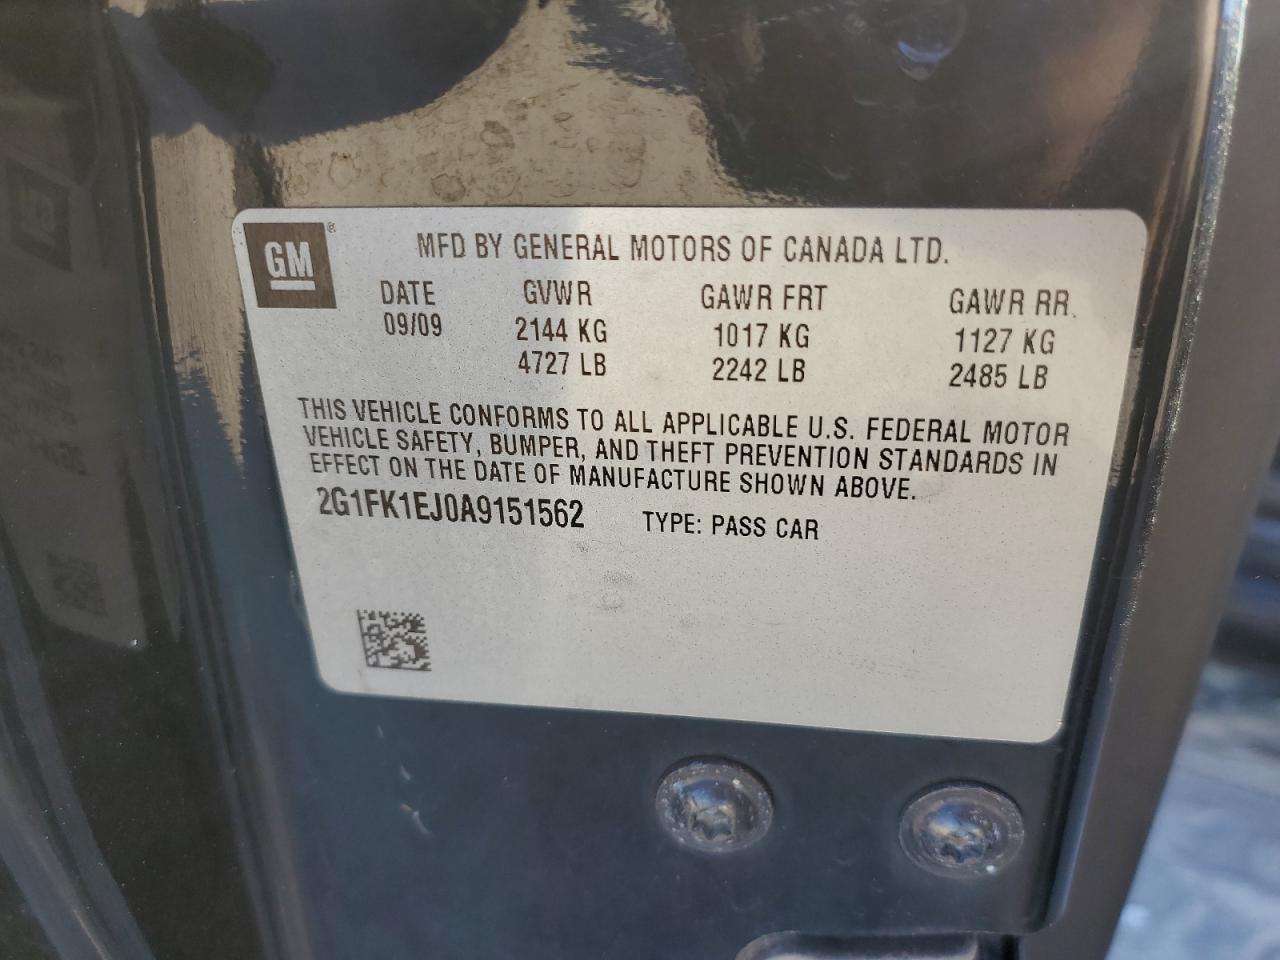 GM ®
MFD BY GENERAL MOTORS OF CANADA LTD.
DATE GVWR GAWR FRT GAWR RR.
09/09 2144 KG 1017 KG 1127 KG
4727 LB 2242 LB 2485 LB
THIS VEHICLE CONFORMS TO ALL APPLICABLE U.S. FEDERAL MOTOR
VEHICLE SAFETY, BUMPER, AND THEFT PREVENTION STANDARDS IN
EFFECT ON THE DATE OF MANUFACTURE SHOWN ABOVE.
2G1FK1EJ0A9151562 TYPE: PASS CAR